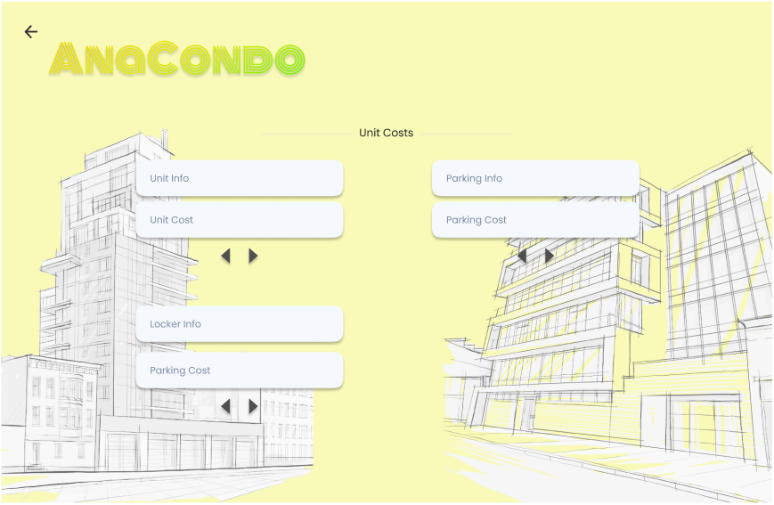 AnaCondo
Unit Costs
Unit Info
Unit Cost
Parking Info
Parking Cost
Locker Info
Parking Cost